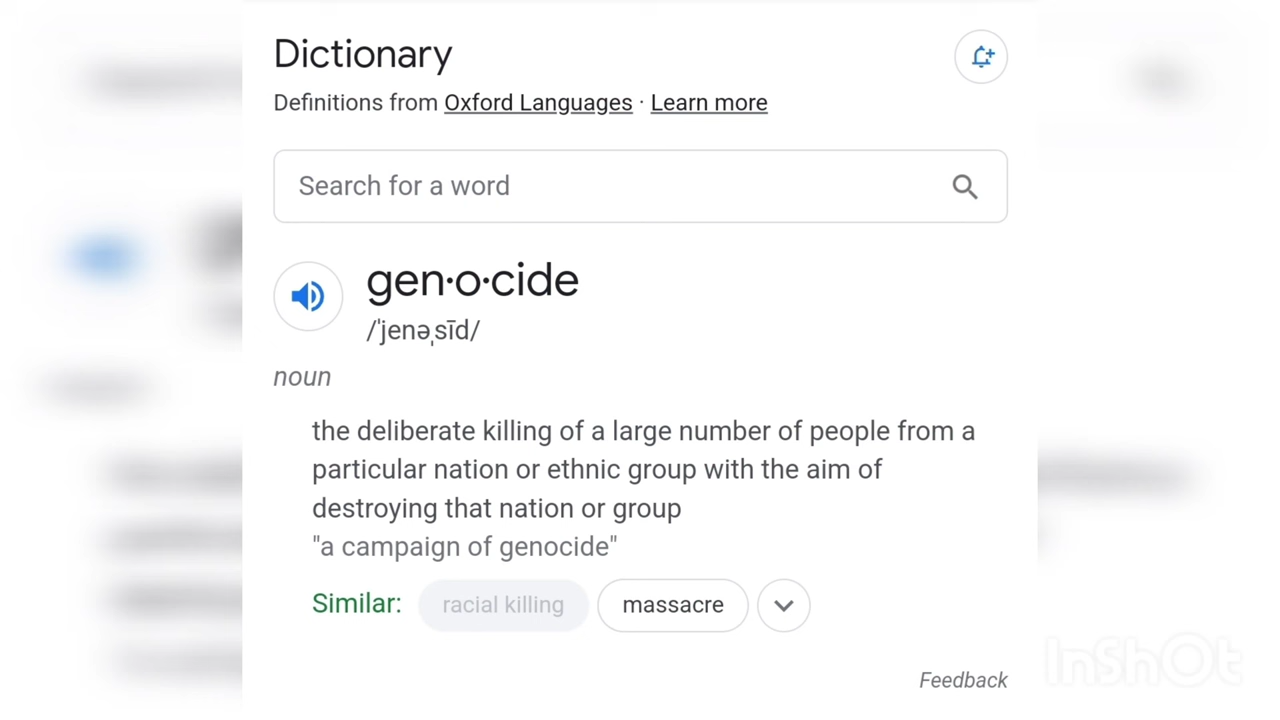 Dictionary
Definitions from Oxford Languages · Learn more
Search for a word
gen·o·cide
/ˈjenəˌsīd/
noun
the deliberate killing of a large number of people from a
particular nation or ethnic group with the aim of
destroying that nation or group
"a campaign of genocide"
Similar: racial killing massacre
Feedback
InShOt